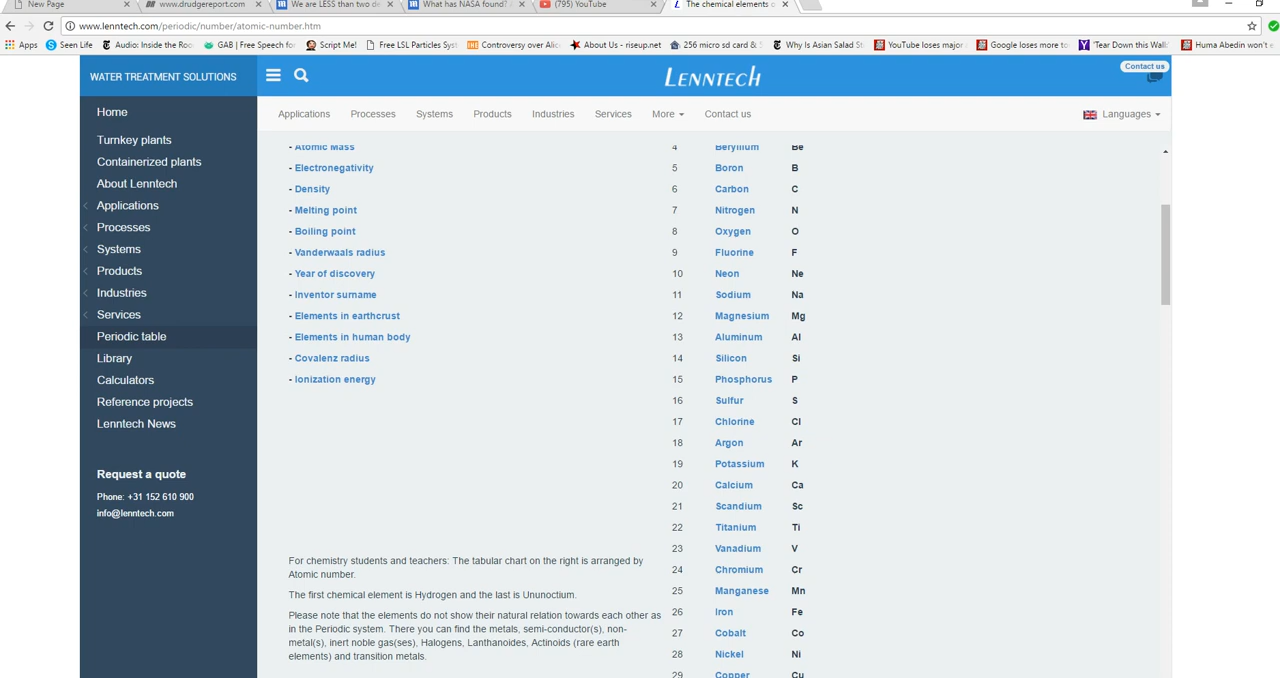 New Page
www.drudgereport.com
We are LESS than two de
What has NASA found? A
(795) YouTube
The chemical elements o
www.lenntech.com/periodic/number/atomic-number.htm
Apps
Seen Life
Audio: Inside the Roo
GAB | Free Speech fo
Script Me!
Free LSL Particles Sys
Controversy over Alic
About Us - riseup.net
256 micro sd card &
Why Is Asian Salad St
YouTube loses major
Google loses more to
'Tear Down this Wall'
Huma Abedin won't e
WATER TREATMENT SOLUTIONS
LENNTECH
Contact us
Home
Turnkey plants
Containerized plants
About Lenntech
Applications
Processes
Systems
Products
Industries
Services
Periodic table
Library
Calculators
Reference projects
Lenntech News
Request a quote
Phone: +31 152 610 900
info@lenntech.com
Applications
Processes
Systems
Products
Industries
Services
More
Contact us
Languages
- Atomic Mass
- Electronegativity
- Density
- Melting point
- Boiling point
- Vanderwaals radius
- Year of discovery
- Inventor surname
- Elements in earthcrust
- Elements in human body
- Covalenz radius
- Ionization energy
For chemistry students and teachers: The tabular chart on the right is arranged by
Atomic number.
The first chemical element is Hydrogen and the last is Ununoctium.
Please note that the elements do not show their natural relation towards each other as
in the Periodic system. There you can find the metals, semi-conductor(s), non-
metal(s), inert noble gas(ses), Halogens, Lanthanoides, Actinoids (rare earth
elements) and transition metals.
4 Beryllium Be
5 Boron B
6 Carbon C
7 Nitrogen N
8 Oxygen O
9 Fluorine F
10 Neon Ne
11 Sodium Na
12 Magnesium Mg
13 Aluminum Al
14 Silicon Si
15 Phosphorus P
16 Sulfur S
17 Chlorine Cl
18 Argon Ar
19 Potassium K
20 Calcium Ca
21 Scandium Sc
22 Titanium Ti
23 Vanadium V
24 Chromium Cr
25 Manganese Mn
26 Iron Fe
27 Cobalt Co
28 Nickel Ni
29 Copper Cu